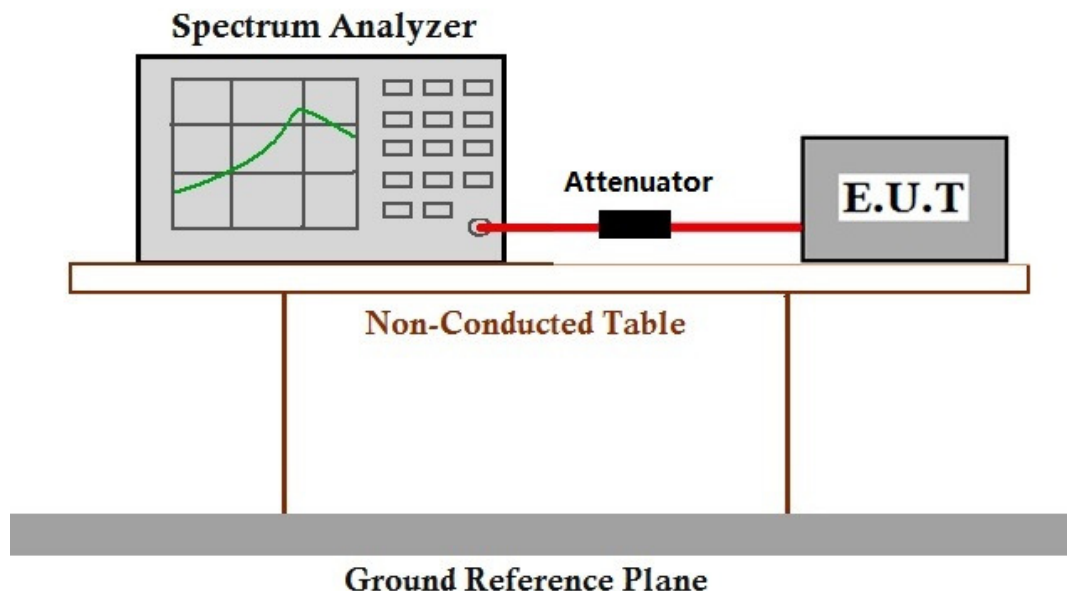 Spectrum Analyzer
Attenuator
E.U.T
Non-Conducted Table
Ground Reference Plane